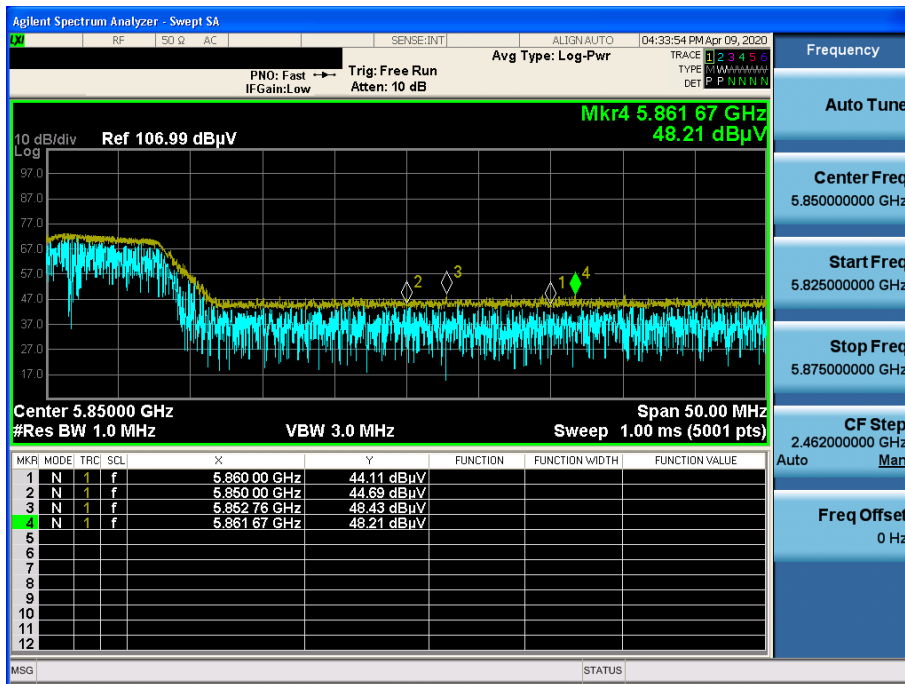 Agilent Spectrum Analyzer - Swept SA
LXI RF 50 Ω AC SENSE:INT ALIGN AUTO 04:33:54 PM Apr 09, 2020
Frequency
PNO: Fast Trig: Free Run Avg Type: Log-Pwr TRACE 1 2 3 4 5 6
TYPE M WWWWW
IFGain:Low Atten: 10 dB DET P P N N N N
Auto Tune
Mkr4 5.861 67 GHz
10 dB/div Ref 106.99 dBµV 48.21 dBµV
Log
97.0
87.0
77.0
67.0
57.0
47.0
37.0
27.0
17.0
2 3 1 4
Center Freq
5.850000000 GHz
Start Freq
5.825000000 GHz
Stop Freq
5.875000000 GHz
Center 5.85000 GHz Span 50.00 MHz
#Res BW 1.0 MHz VBW 3.0 MHz Sweep 1.00 ms (5001 pts)
CF Step
2.462000000 GHz
Auto Man
MKR MODE TRC SCL X Y FUNCTION FUNCTION WIDTH FUNCTION VALUE
1 N 1 f 5.860 00 GHz 44.11 dBµV
2 N 1 f 5.850 00 GHz 44.69 dBµV
3 N 1 f 5.852 76 GHz 48.43 dBµV
4 N 1 f 5.861 67 GHz 48.21 dBµV
5
6
7
8
9
10
11
12
Freq Offset
0 Hz
MSG STATUS